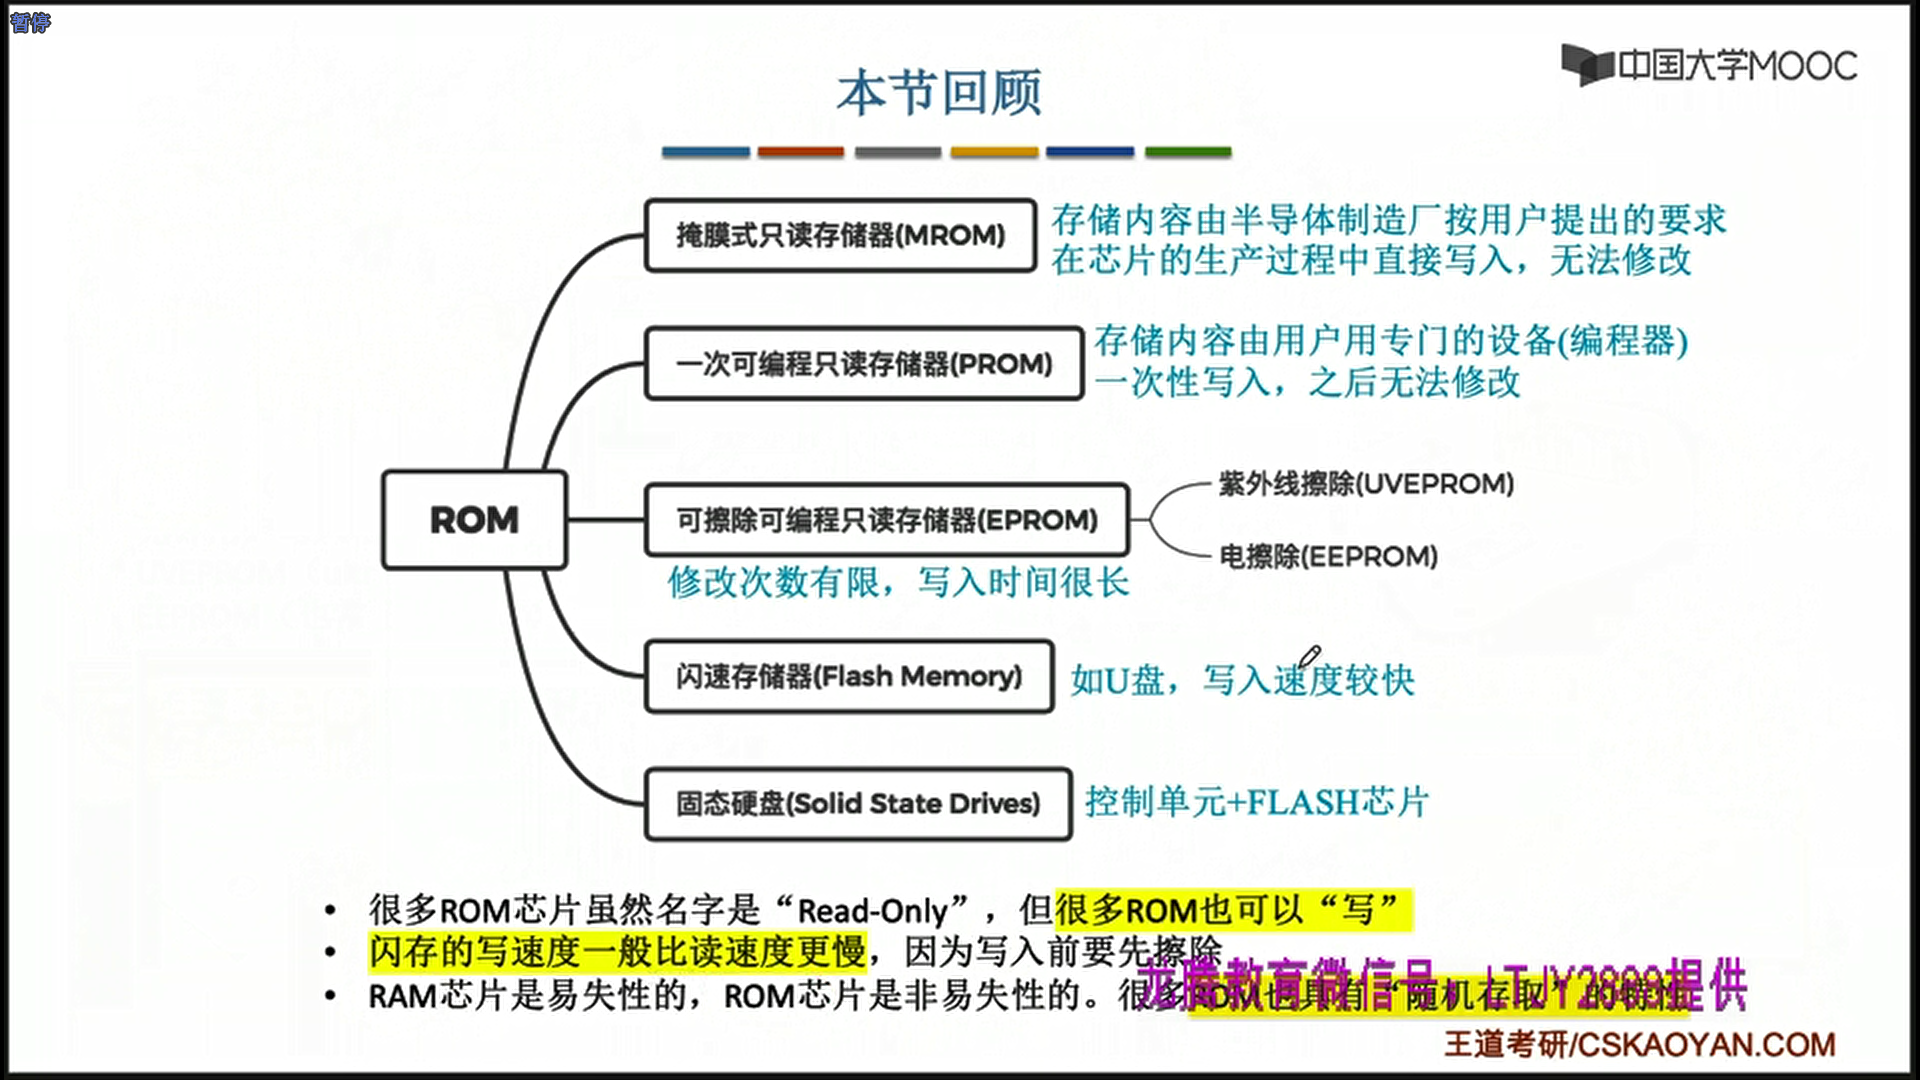 暂停
中国大学MOOC
本节回顾
掩膜式只读存储器(MROM)
存储内容由半导体制造厂按用户提出的要求
在芯片的生产过程中直接写入，无法修改
一次可编程只读存储器(PROM)
存储内容由用户用专门的设备(编程器)
一次性写入，之后无法修改
ROM
可擦除可编程只读存储器(EPROM)
紫外线擦除(UVEPROM)
电擦除(EEPROM)
修改次数有限，写入时间很长
闪速存储器(Flash Memory)
如U盘，写入速度较快
固态硬盘(Solid State Drives)
控制单元+FLASH芯片
• 很多ROM芯片虽然名字是“Read-Only”，但很多ROM也可以“写”
• 闪存的写速度一般比读速度更慢，因为写入前要先擦除
• RAM芯片是易失性的，ROM芯片是非易失性的。很多ROM也具有“随机存取”的特性
龙腾教育微信号：LTJY2899提供
王道考研/CSKAOYAN.COM